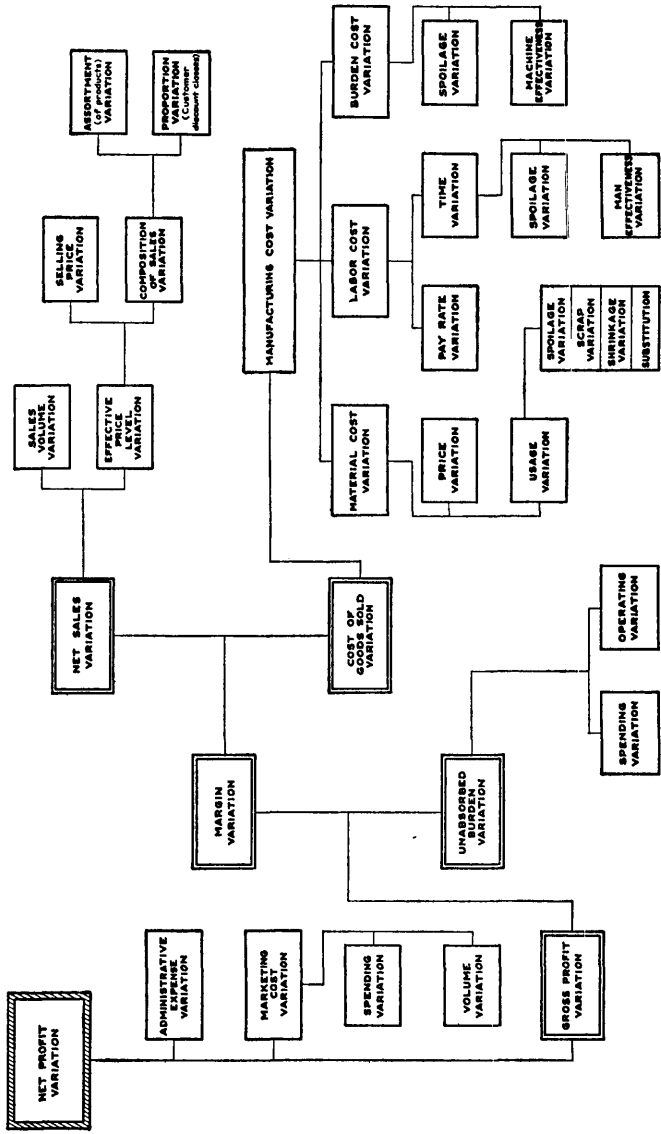 NET PROFIT
VARIATION
ADMINISTRATIVE
EXPENSE
VARIATION
MARKETING
COST
VARIATION
SPENDING
VARIATION
VOLUME
VARIATION
GROSS PROFIT
VARIATION
MARGIN
VARIATION
UNABSORBED
BURDEN
VARIATION
SPENDING
VARIATION
OPERATING
VARIATION
NET SALES
VARIATION
COST OF
GOODS SOLD
VARIATION
SALES
VOLUME
VARIATION
EFFECTIVE
PRICE
LEVEL
VARIATION
SELLING
PRICE
VARIATION
COMPOSITION
OF SALES
VARIATION
ASSORTMENT
(of products)
VARIATION
PROPORTION
VARIATION
(Customer
discount classes)
MANUFACTURING COST VARIATION
MATERIAL COST
VARIATION
PRICE
VARIATION
USAGE
VARIATION
SPOILAGE
VARIATION
SCRAP
VARIATION
SHRINKAGE
VARIATION
SUBSTITUTION
LABOR COST
VARIATION
PAY RATE
VARIATION
TIME
VARIATION
SPOILAGE
VARIATION
MAN
EFFECTIVENESS
VARIATION
BURDEN COST
VARIATION
SPOILAGE
VARIATION
MACHINE
EFFECTIVENESS
VARIATION